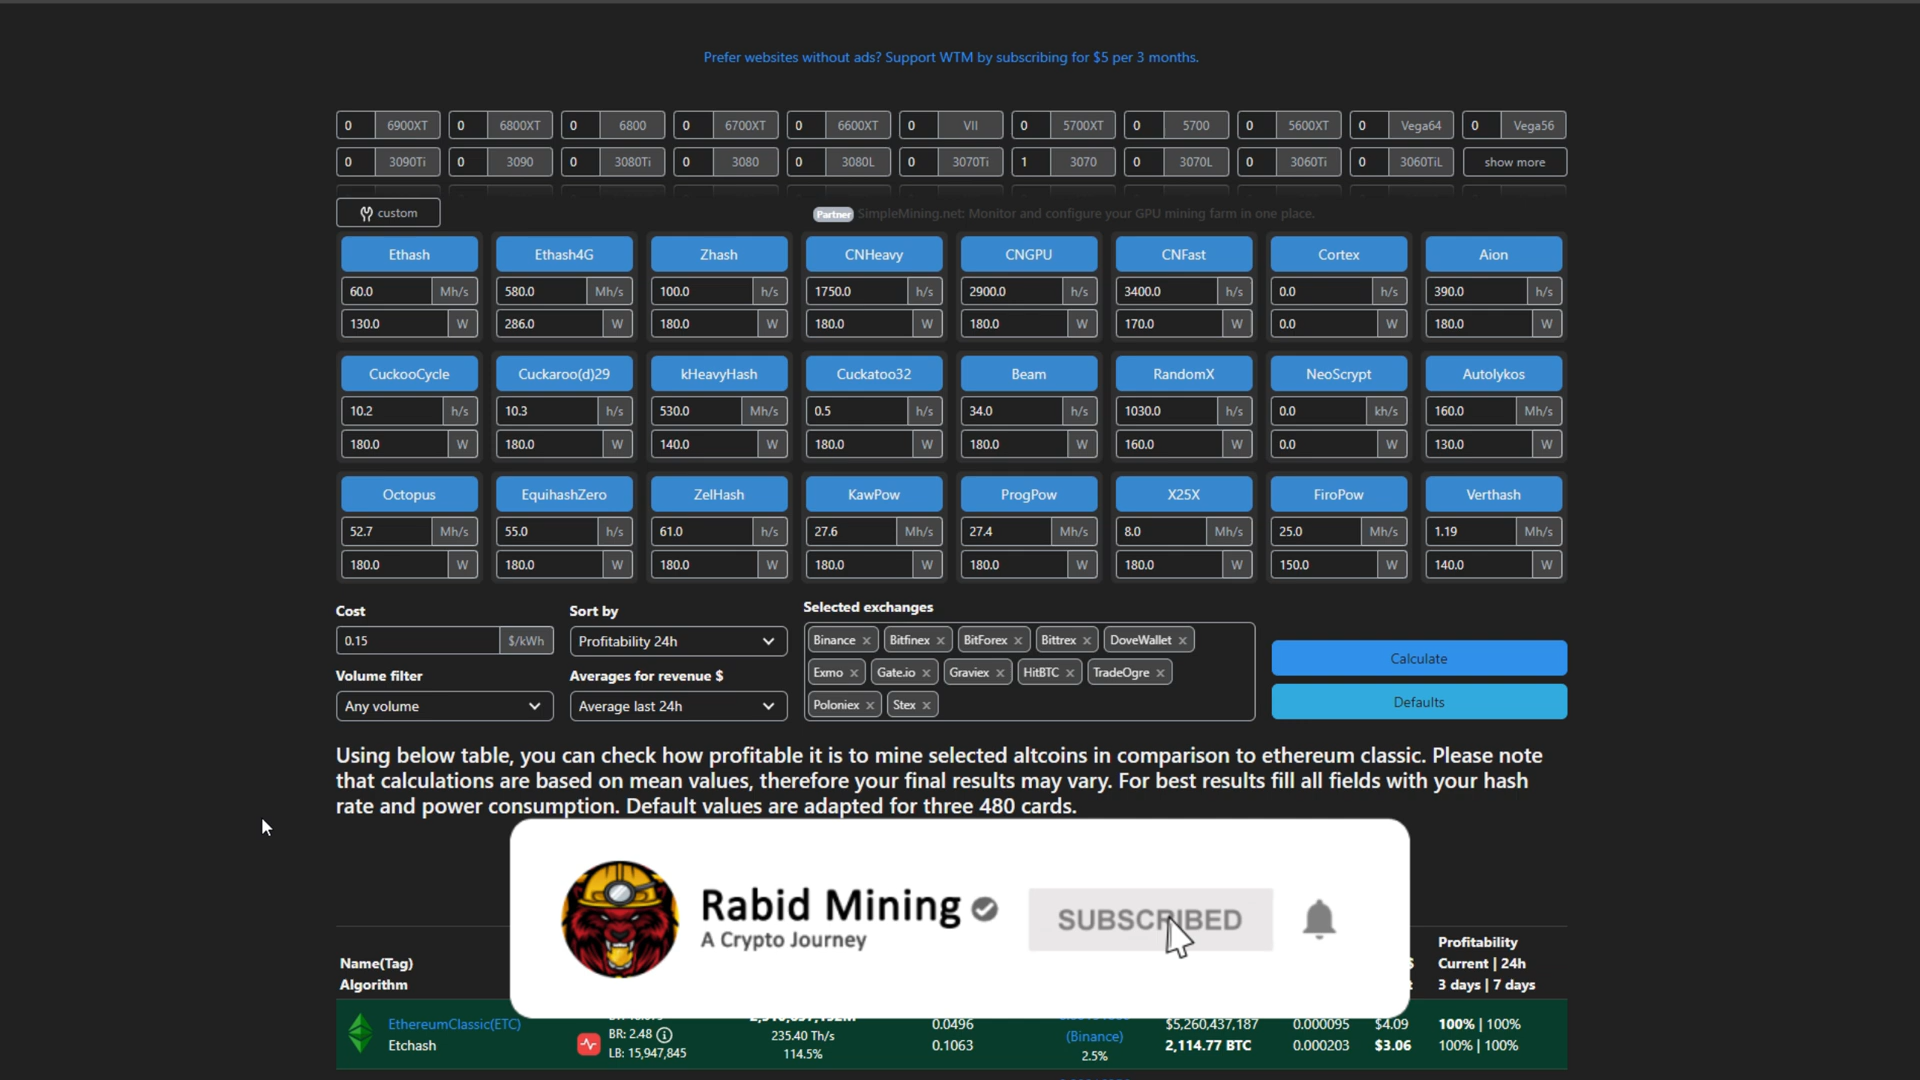 Prefer websites without ads? Support WTM by subscribing for $5 per 3 months.
0 6900XT 0 6800XT 0 6800 0 6700XT 0 6600XT 0 VII 0 5700XT 0 5700 0 5600XT 0 Vega64 0 Vega56
0 3090Ti 0 3090 0 3080Ti 0 3080 0 3080L 0 3070Ti 1 3070 0 3070L 0 3060Ti 0 3060TiL show more
custom Partner SimpleMining.net: Monitor and configure your GPU mining farm in one place.
Ethash Ethash4G Zhash CNHeavy CNGPU CNFast Cortex Aion
60.0 Mh/s 580.0 Mh/s 100.0 h/s 1750.0 h/s 2900.0 h/s 3400.0 h/s 0.0 h/s 390.0 h/s
130.0 W 286.0 W 180.0 W 180.0 W 180.0 W 170.0 W 0.0 W 180.0 W
CuckooCycle Cuckaroo(d)29 kHeavyHash Cuckatoo32 Beam RandomX NeoScrypt Autolykos
10.2 h/s 10.3 h/s 530.0 Mh/s 0.5 h/s 34.0 h/s 1030.0 h/s 0.0 kh/s 160.0 Mh/s
180.0 W 180.0 W 140.0 W 180.0 W 180.0 W 160.0 W 0.0 W 130.0 W
Octopus EquihashZero ZelHash KawPow ProgPow X25X FiroPow Verthash
52.7 Mh/s 55.0 h/s 61.0 h/s 27.6 Mh/s 27.4 Mh/s 8.0 Mh/s 25.0 Mh/s 1.19 Mh/s
180.0 W 180.0 W 180.0 W 180.0 W 180.0 W 180.0 W 150.0 W 140.0 W
Cost Sort by Selected exchanges
0.15 $/kWh Profitability 24h Binance × Bitfinex × BitForex × Bittrex × DoveWallet ×
Exmo × Gate.io × Graviex × HitBTC × TradeOgre × Calculate
Volume filter Averages for revenue $
Any volume Average last 24h Poloniex × Stex × Defaults
Using below table, you can check how profitable it is to mine selected altcoins in comparison to ethereum classic. Please note
that calculations are based on mean values, therefore your final results may vary. For best results fill all fields with your hash
rate and power consumption. Default values are adapted for three 480 cards.
Rabid Mining
A Crypto Journey
SUBSCRIBED
Name(Tag)
Algorithm
Profitability
Current | 24h
3 days | 7 days
EthereumClassic(ETC)
Etchash
BR: 2.48
LB: 15,947,845
235.40 Th/s
114.5%
0.0496
0.1063
(Binance)
2.5%
$5,260,437,187
2,114.77 BTC
0.000095
0.000203
$4.09
$3.06
100% | 100%
100% | 100%